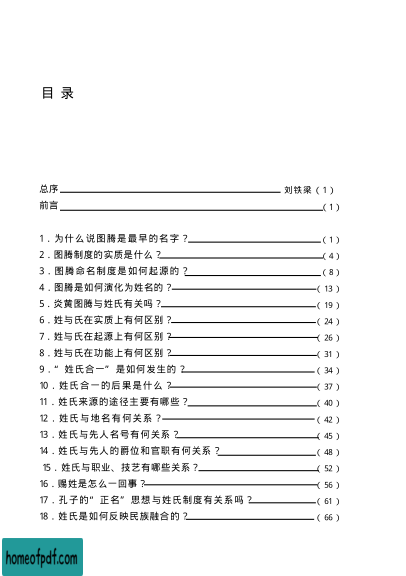 目 录
总序 刘铁梁（1）
前言 （1）
1．为什么说图腾是最早的名字？ （1）
2．图腾制度的实质是什么？ （4）
3．图腾命名制度是如何起源的？ （8）
4．图腾是如何演化为姓名的？ （13）
5．炎黄图腾与姓氏有关吗？ （19）
6．姓与氏在实质上有何区别？ （24）
7．姓与氏在起源上有何区别？ （26）
8．姓与氏在功能上有何区别？ （31）
9．“姓氏合一”是如何发生的？ （34）
10．姓氏合一的后果是什么？ （37）
11．姓氏来源的途径主要有哪些？ （40）
12．姓氏与地名有何关系？ （42）
13．姓氏与先人名号有何关系？ （45）
14．姓氏与先人的爵位和官职有何关系？ （48）
15．姓氏与职业、技艺有哪些关系？ （52）
16．赐姓是怎么一回事？ （56）
17．孔子的“正名”思想与姓氏制度有关系吗？ （61）
18．姓氏是如何反映民族融合的？ （66）
homeofpdf.com